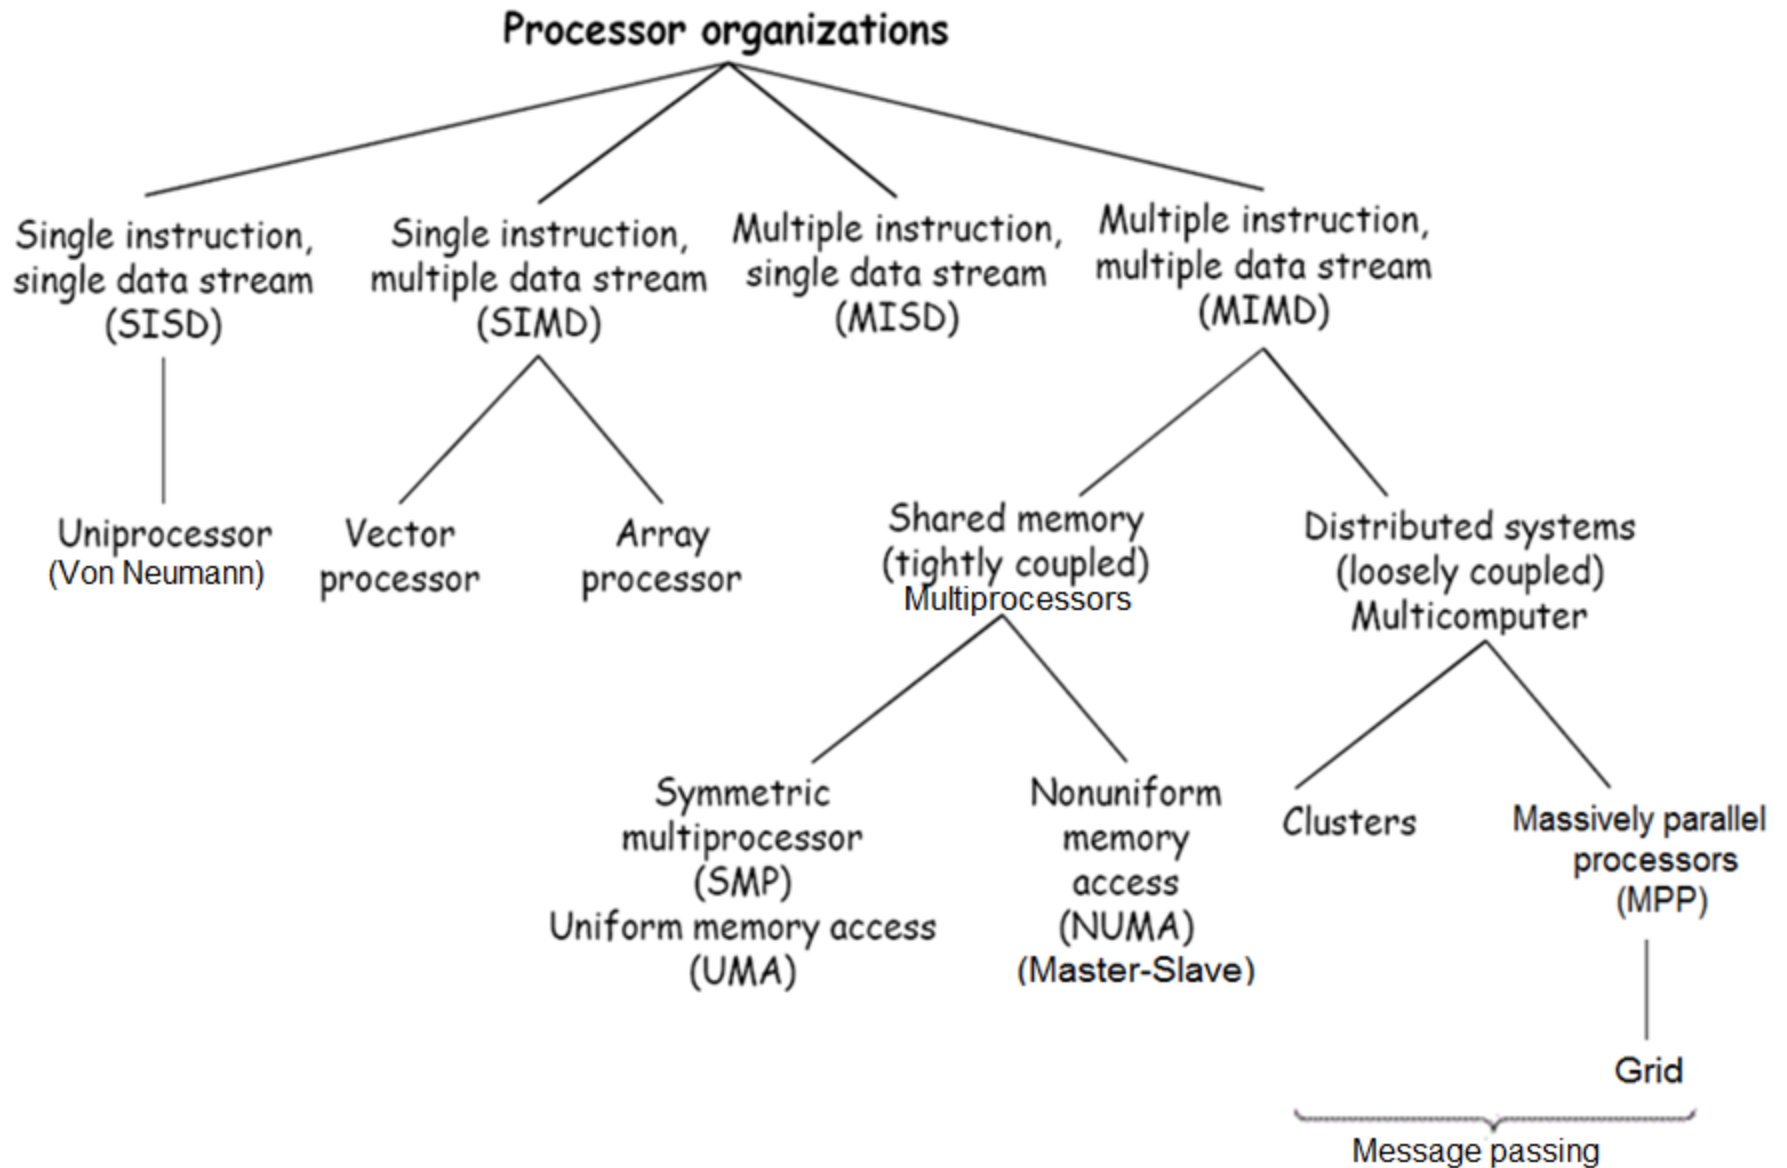 Processor organizations
Single instruction,
single data stream
(SISD)
Single instruction,
multiple data stream
(SIMD)
Multiple instruction,
single data stream
(MISD)
Multiple instruction,
multiple data stream
(MIMD)
Uniprocessor
(Von Neumann)
Vector
processor
Array
processor
Shared memory
(tightly coupled)
Multiprocessors
Distributed systems
(loosely coupled)
Multicomputer
Symmetric
multiprocessor
(SMP)
Uniform memory access
(UMA)
Nonuniform
memory
access
(NUMA)
(Master-Slave)
Clusters
Massively parallel
processors
(MPP)
Grid
Message passing